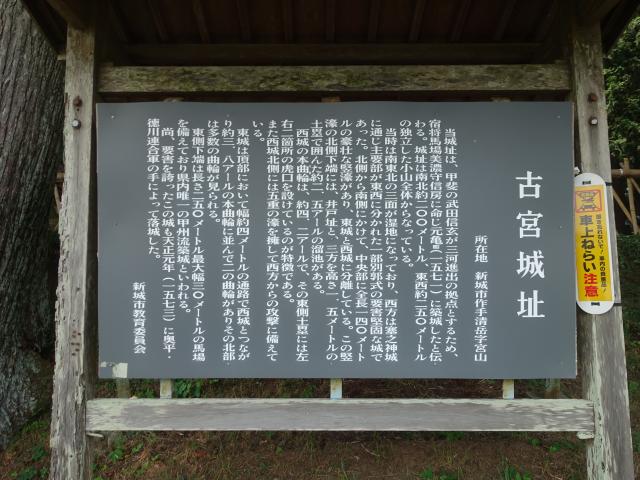 古宮城址
所在地　新城市作手清岳字宮山
当城は、甲斐の武田信玄が三河進出の拠点とするため、
宿将馬場美濃守信房に命じ元亀二（一五七一）に築城したと伝
わる。城址は南北約二〇〇メートル、東西約二五〇メートル
の独立した小山全体からなっている。
当時は南東北の三面が湿地になっており、西方は塞之神城
に通じ主要部が東西に分かれた一部別郭式の要害堅固な城で
あった。北側から南側にかけて、中央部に全長一四〇メート
ルの豪壮な竪濠があり、東城と西城に分離している。この竪
濠の北側下端には、井戸址と、三方を高さ一．五メートルの
土塁で囲んだ約二．五アールの溜池がある。
西城の本曲輪は、約四．二アールで、その東側土塁には左
右二箇所の虎口を設けているのが特徴である。
また西城北側には五重の濠を擁して西方からの攻撃に備えて
いる。
東城は頂部において幅約四メートルの通路で西城とつなが
り約三．八アールの本曲輪に並んで二の曲輪がありその北部
は多数の曲輪が見られる。
東側下端は長さ二五〇メートル最大幅三〇メートルの馬場
を備えており県内唯一の甲州流築城といわれる。
尚、要害を誇ったこの城も天正元年（一五七三）に奥平・
徳川連合軍の手によって落城した。
新城市教育委員会
車上ねらい注意